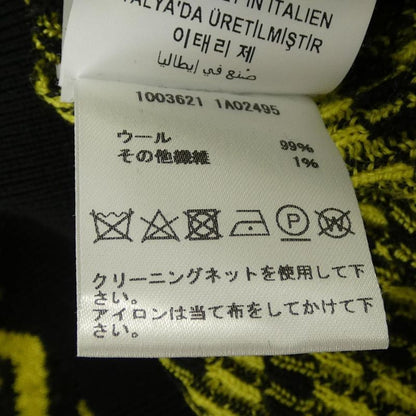 IN ITALIEN
İTALYA'DA ÜRETİLMİŞTİR
이태리 제
صنع في إيطاليا
1003621 1A02495
ウール 99%
その他繊維 1%
P W
クリーニングネットを使用して下
さい。
アイロンは当て布をしてかけて下
さい。